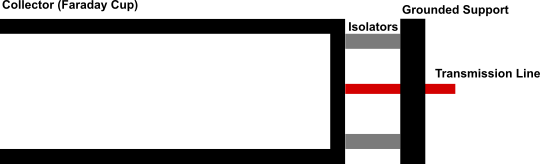 Collector (Faraday Cup)
Grounded Support
Isolators
Transmission Line